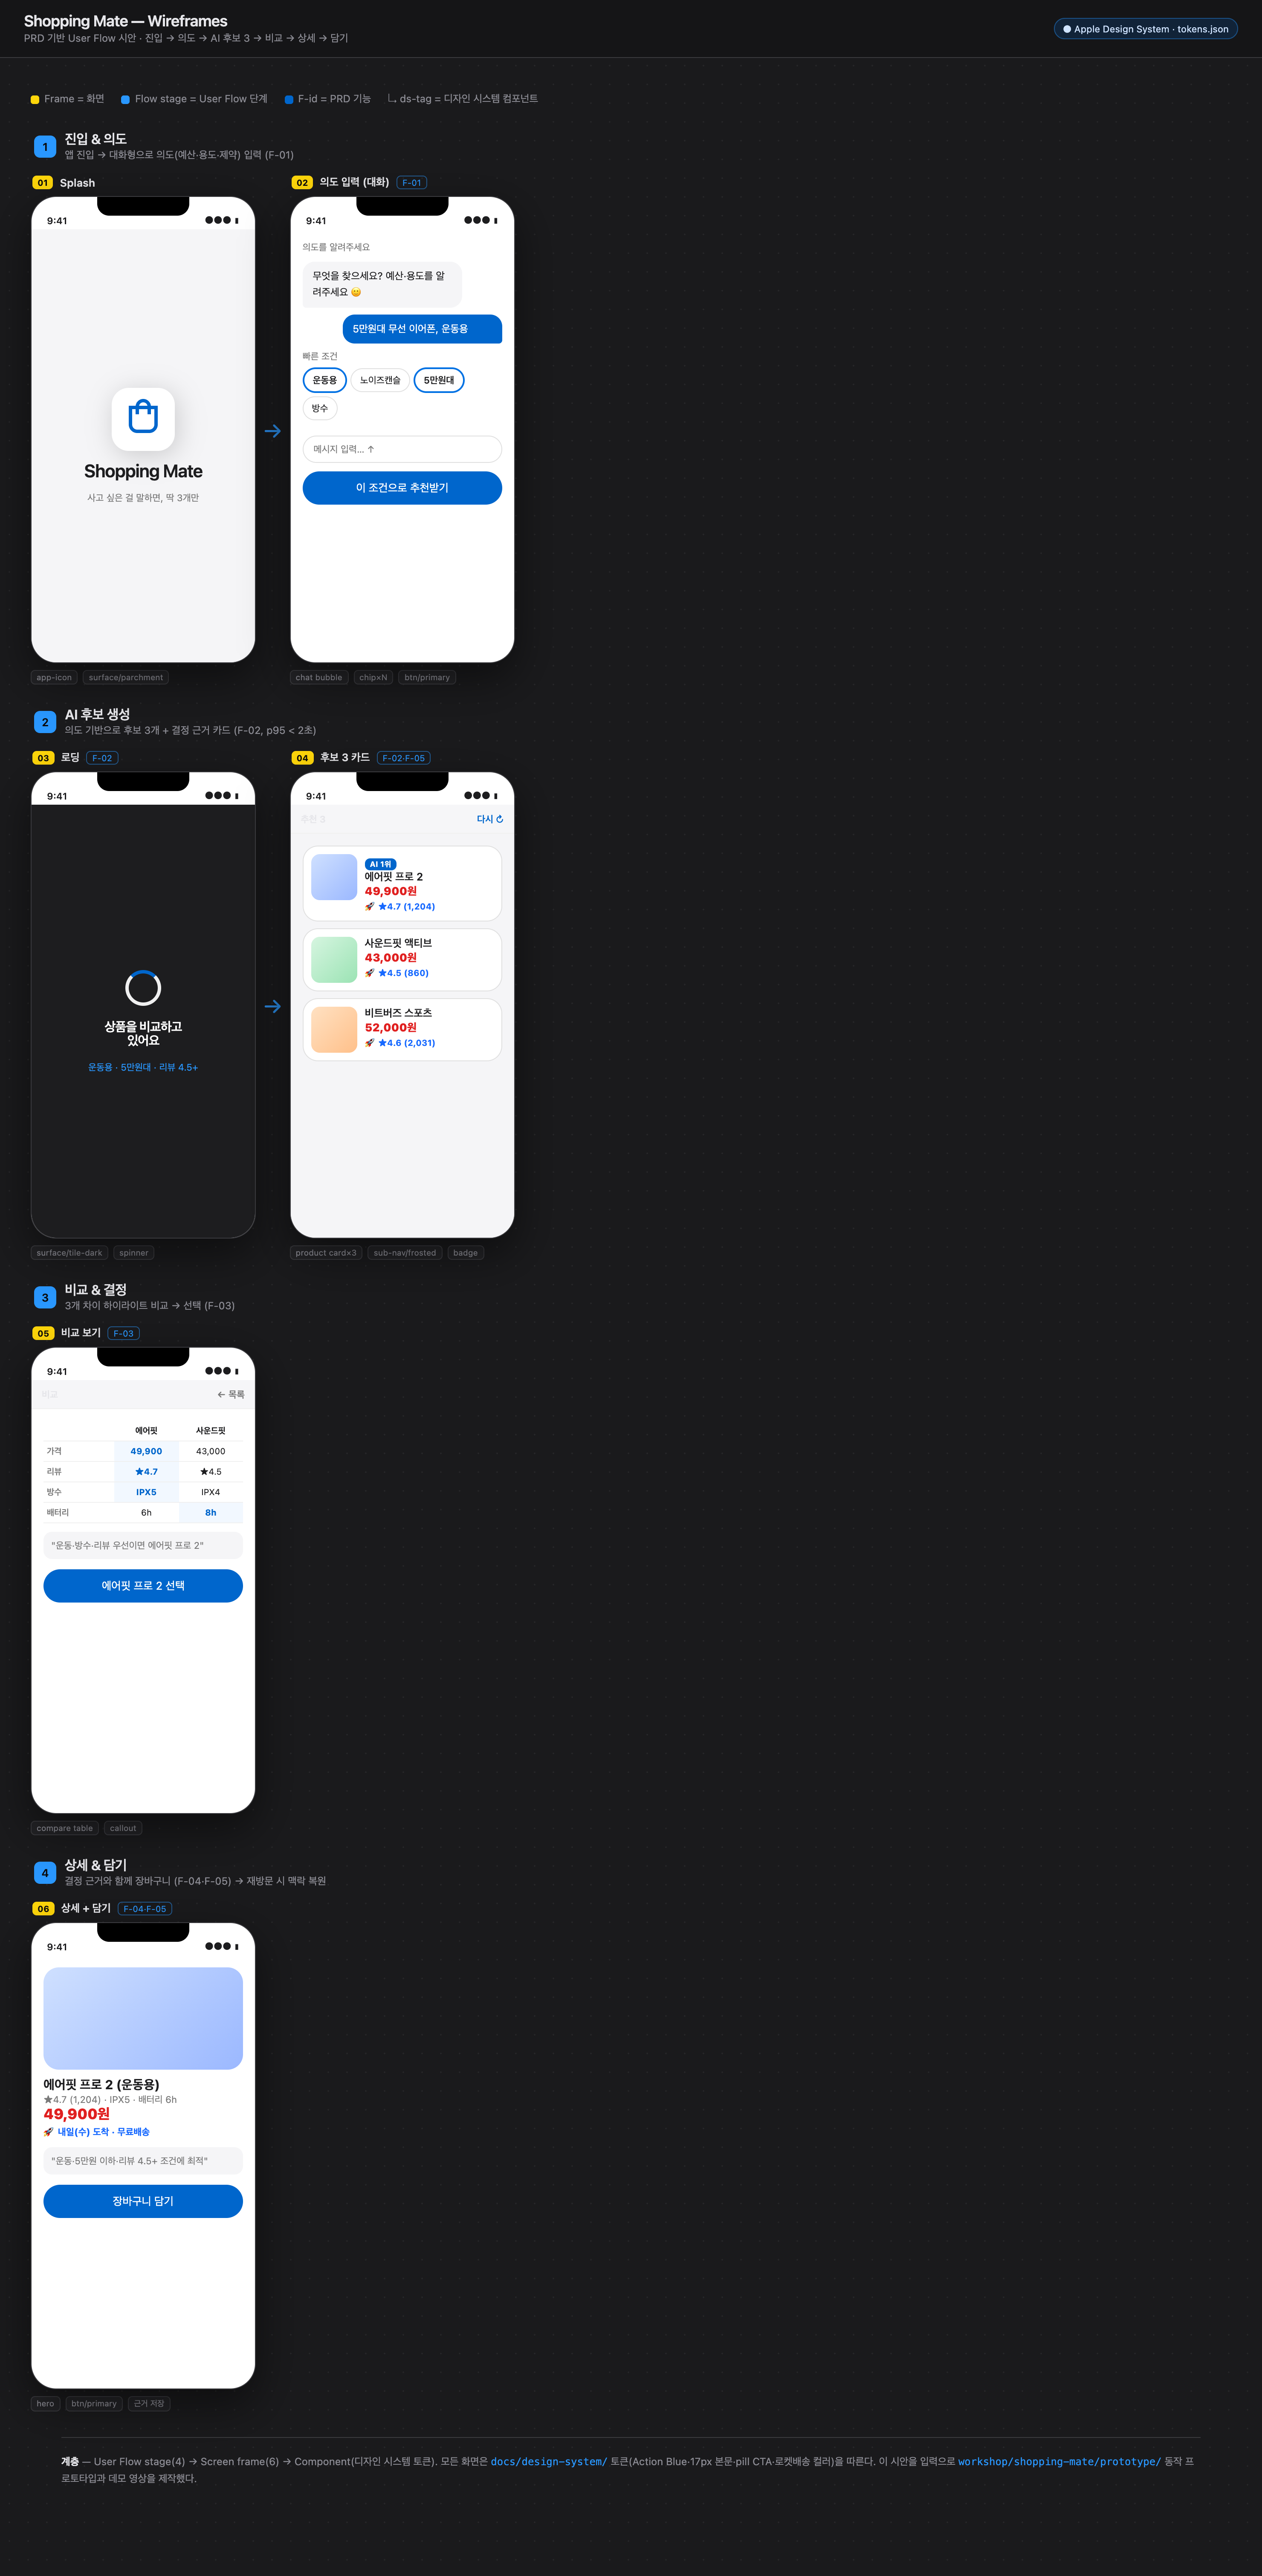 Shopping Mate — Wireframes
PRD 기반 User Flow 시안 · 진입 → 의도 → AI 후보 3 → 비교 → 상세 → 담기
Apple Design System · tokens.json
Frame = 화면
Flow stage = User Flow 단계
F-id = PRD 기능
ㄴ ds-tag = 디자인 시스템 컴포넌트
1
진입 & 의도
앱 진입 → 대화형으로 의도(예산·용도·제약) 입력 (F-01)
01 Splash
9:41
Shopping Mate
사고 싶은 걸 말하면, 딱 3개만
app-icon
surface/parchment
→
02 의도 입력 (대화) F-01
9:41
의도를 알려주세요
무엇을 찾으세요? 예산·용도를 알
려주세요 🙂
5만원대 무선 이어폰, 운동용
빠른 조건
운동용
노이즈캔슬
5만원대
방수
메시지 입력… ↑
이 조건으로 추천받기
chat bubble
chip×N
btn/primary
2
AI 후보 생성
의도 기반으로 후보 3개 + 결정 근거 카드 (F-02, p95 < 2초)
03 로딩 F-02
9:41
상품을 비교하고
있어요
운동용 · 5만원대 · 리뷰 4.5+
surface/tile-dark
spinner
→
04 후보 3 카드 F-02·F-05
9:41
추천 3
다시 ↻
AI 1위
에어핏 프로 2
49,900원
🚀 ★4.7 (1,204)
사운드핏 액티브
43,000원
🚀 ★4.5 (860)
비트버즈 스포츠
52,000원
🚀 ★4.6 (2,031)
product card×3
sub-nav/frosted
badge
3
비교 & 결정
3개 차이 하이라이트 비교 → 선택 (F-03)
05 비교 보기 F-03
9:41
비교
← 목록
에어핏 사운드핏
가격 49,900 43,000
리뷰 ★4.7 ★4.5
방수 IPX5 IPX4
배터리 6h 8h
"운동·방수·리뷰 우선이면 에어핏 프로 2"
에어핏 프로 2 선택
compare table
callout
4
상세 & 담기
결정 근거와 함께 장바구니 (F-04·F-05) → 재방문 시 맥락 복원
06 상세 + 담기 F-04·F-05
9:41
에어핏 프로 2 (운동용)
★4.7 (1,204) · IPX5 · 배터리 6h
49,900원
🚀 내일(수) 도착 · 무료배송
"운동·5만원 이하·리뷰 4.5+ 조건에 최적"
장바구니 담기
hero
btn/primary
근거 저장
계층 — User Flow stage(4) → Screen frame(6) → Component(디자인 시스템 토큰). 모든 화면은 docs/design-system/ 토큰(Action Blue·17px 본문·pill CTA·로켓배송 컬러)을 따른다. 이 시안을 입력으로 workshop/shopping-mate/prototype/ 동작 프
로토타입과 데모 영상을 제작했다.